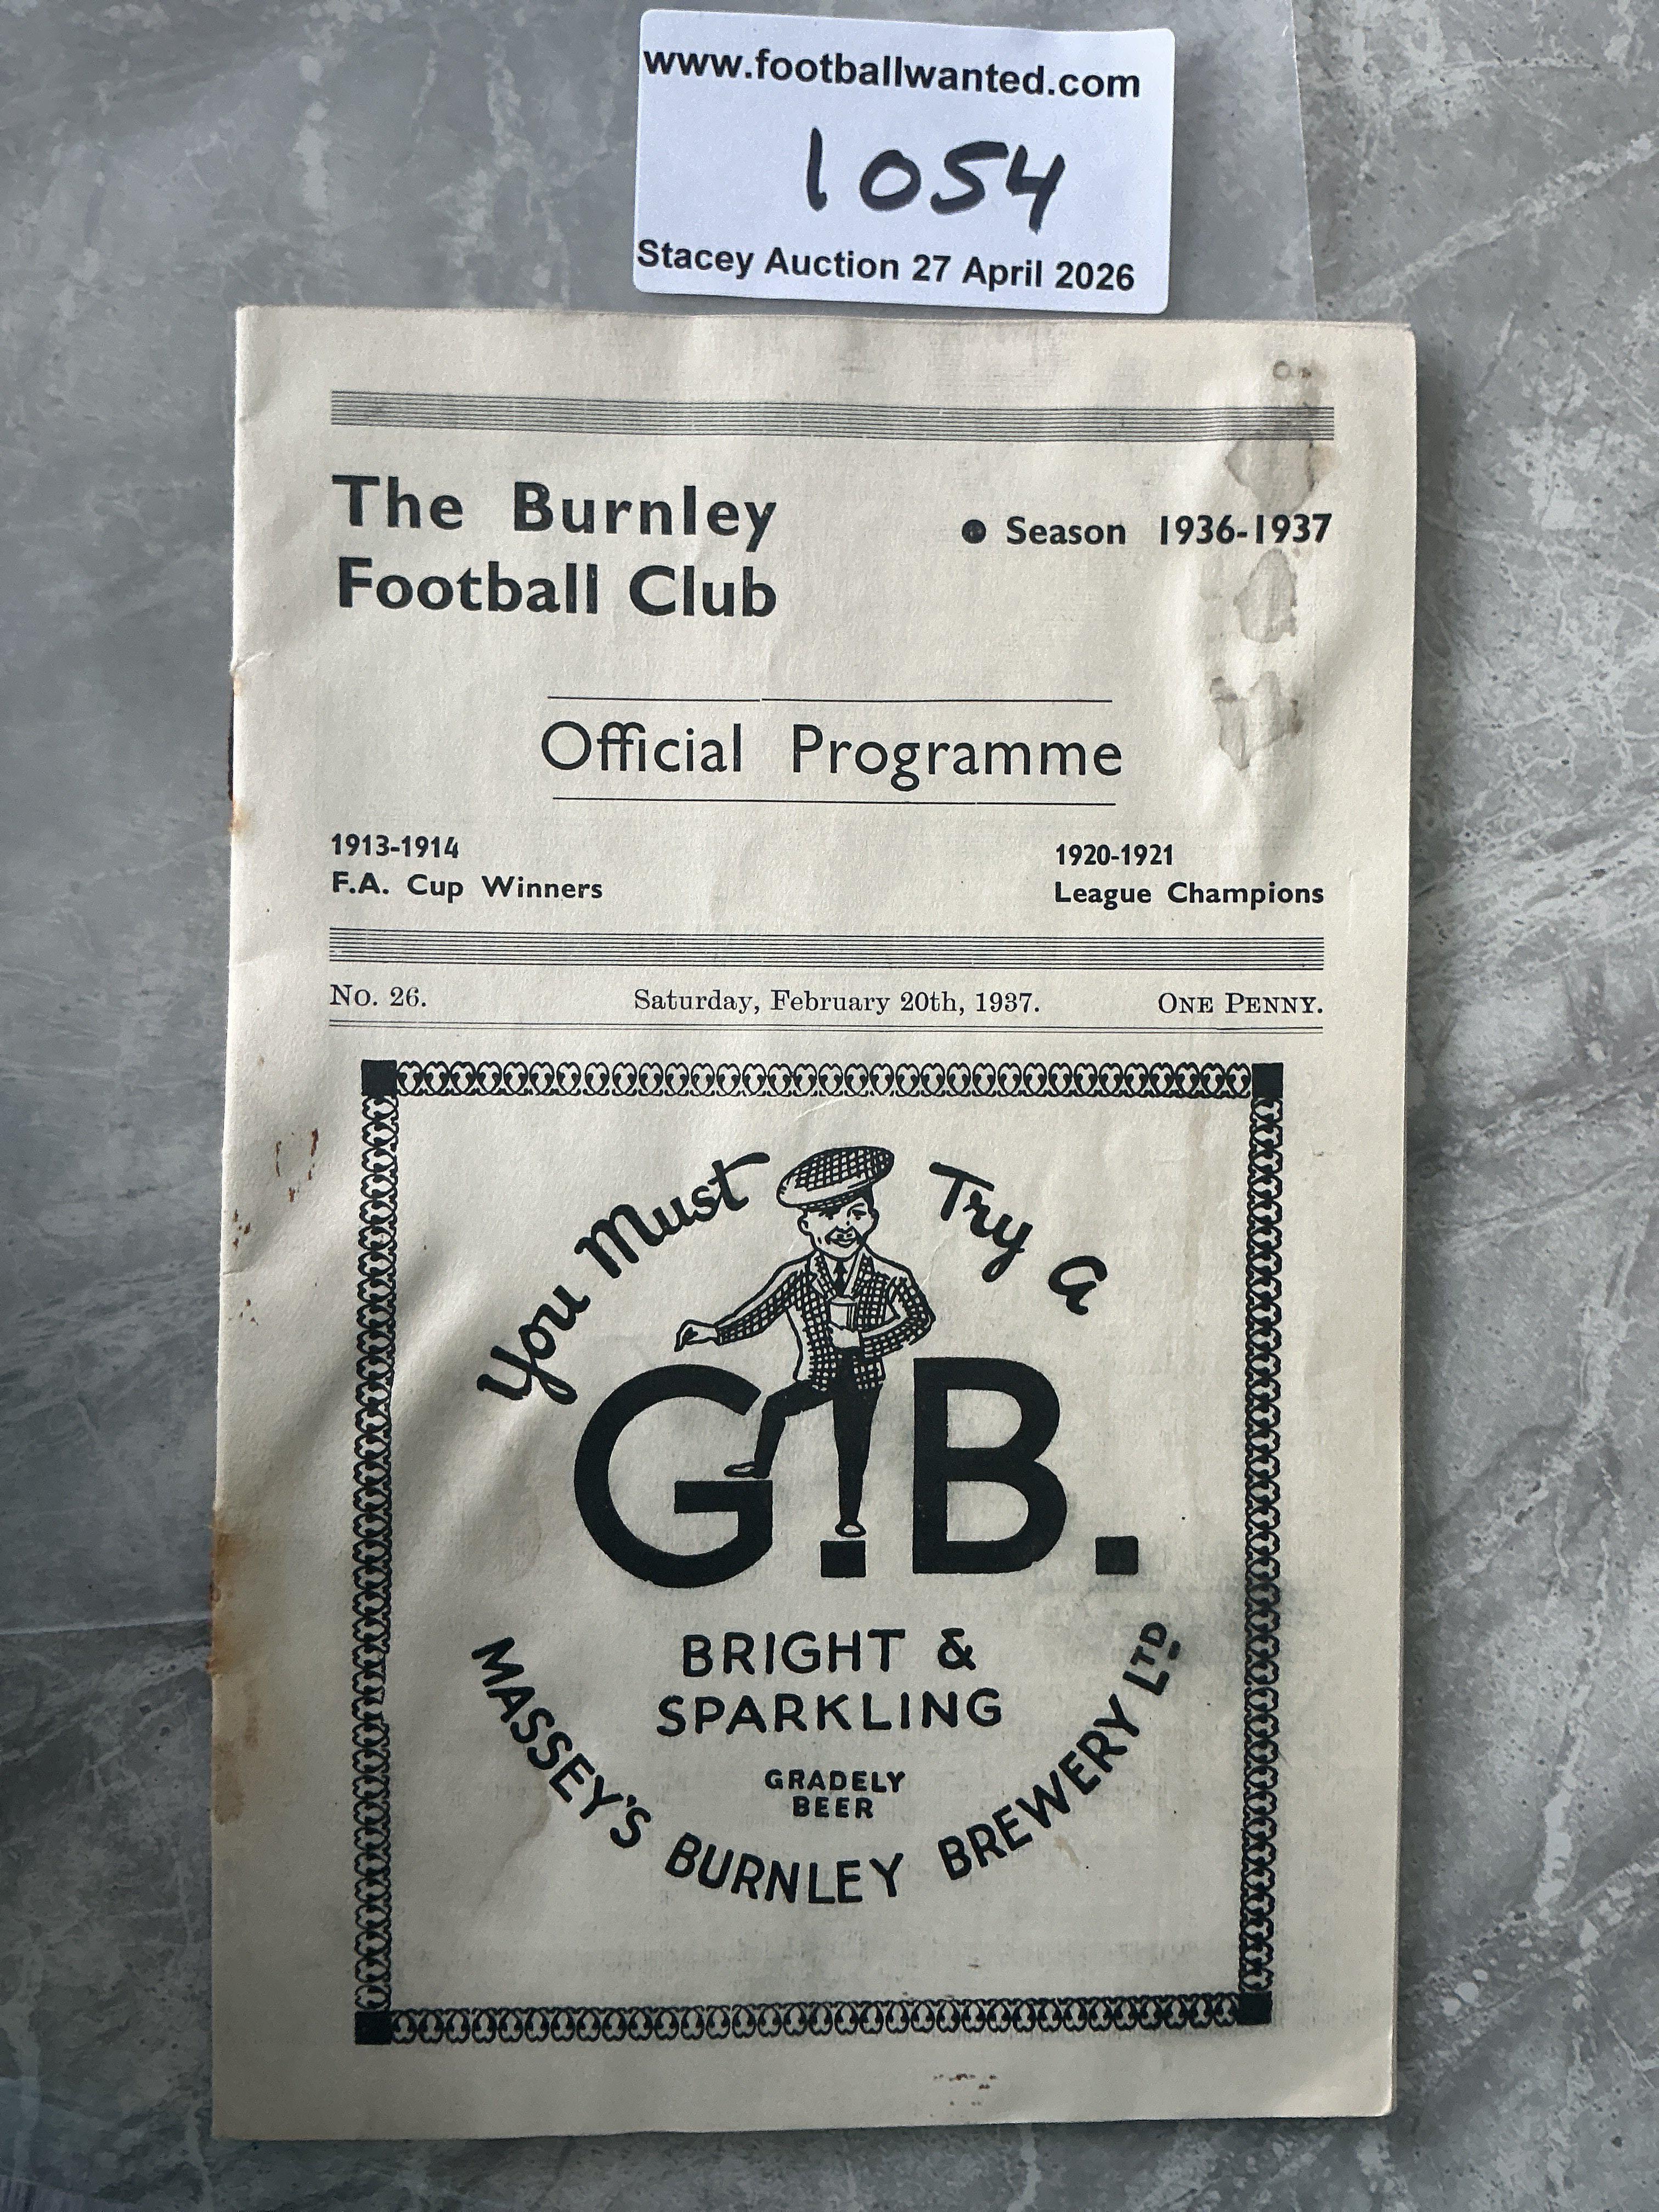 www.footballwanted.com
1054
Stacey Auction 27 April 2026
The Burnley
Football Club
● Season 1936-1937
Official Programme
1913-1914
F.A. Cup Winners
1920-1921
League Champions
No. 26.
Saturday, February 20th, 1937.
ONE PENNY.
You Must Try A
G.B.
BRIGHT &
SPARKLING
GRADELY
BEER
MASSEY'S BURNLEY BREWERY LTD